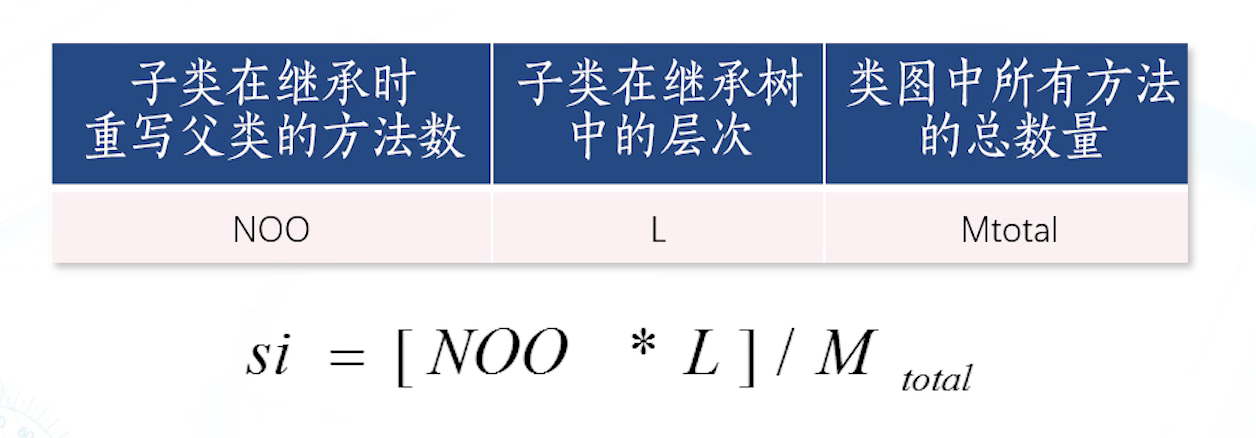 子类在继承时
重写父类的方法数
子类在继承树
中的层次
类图中所有方法
的总数量
NOO
L
Mtotal
si = [ NOO * L ] / M total